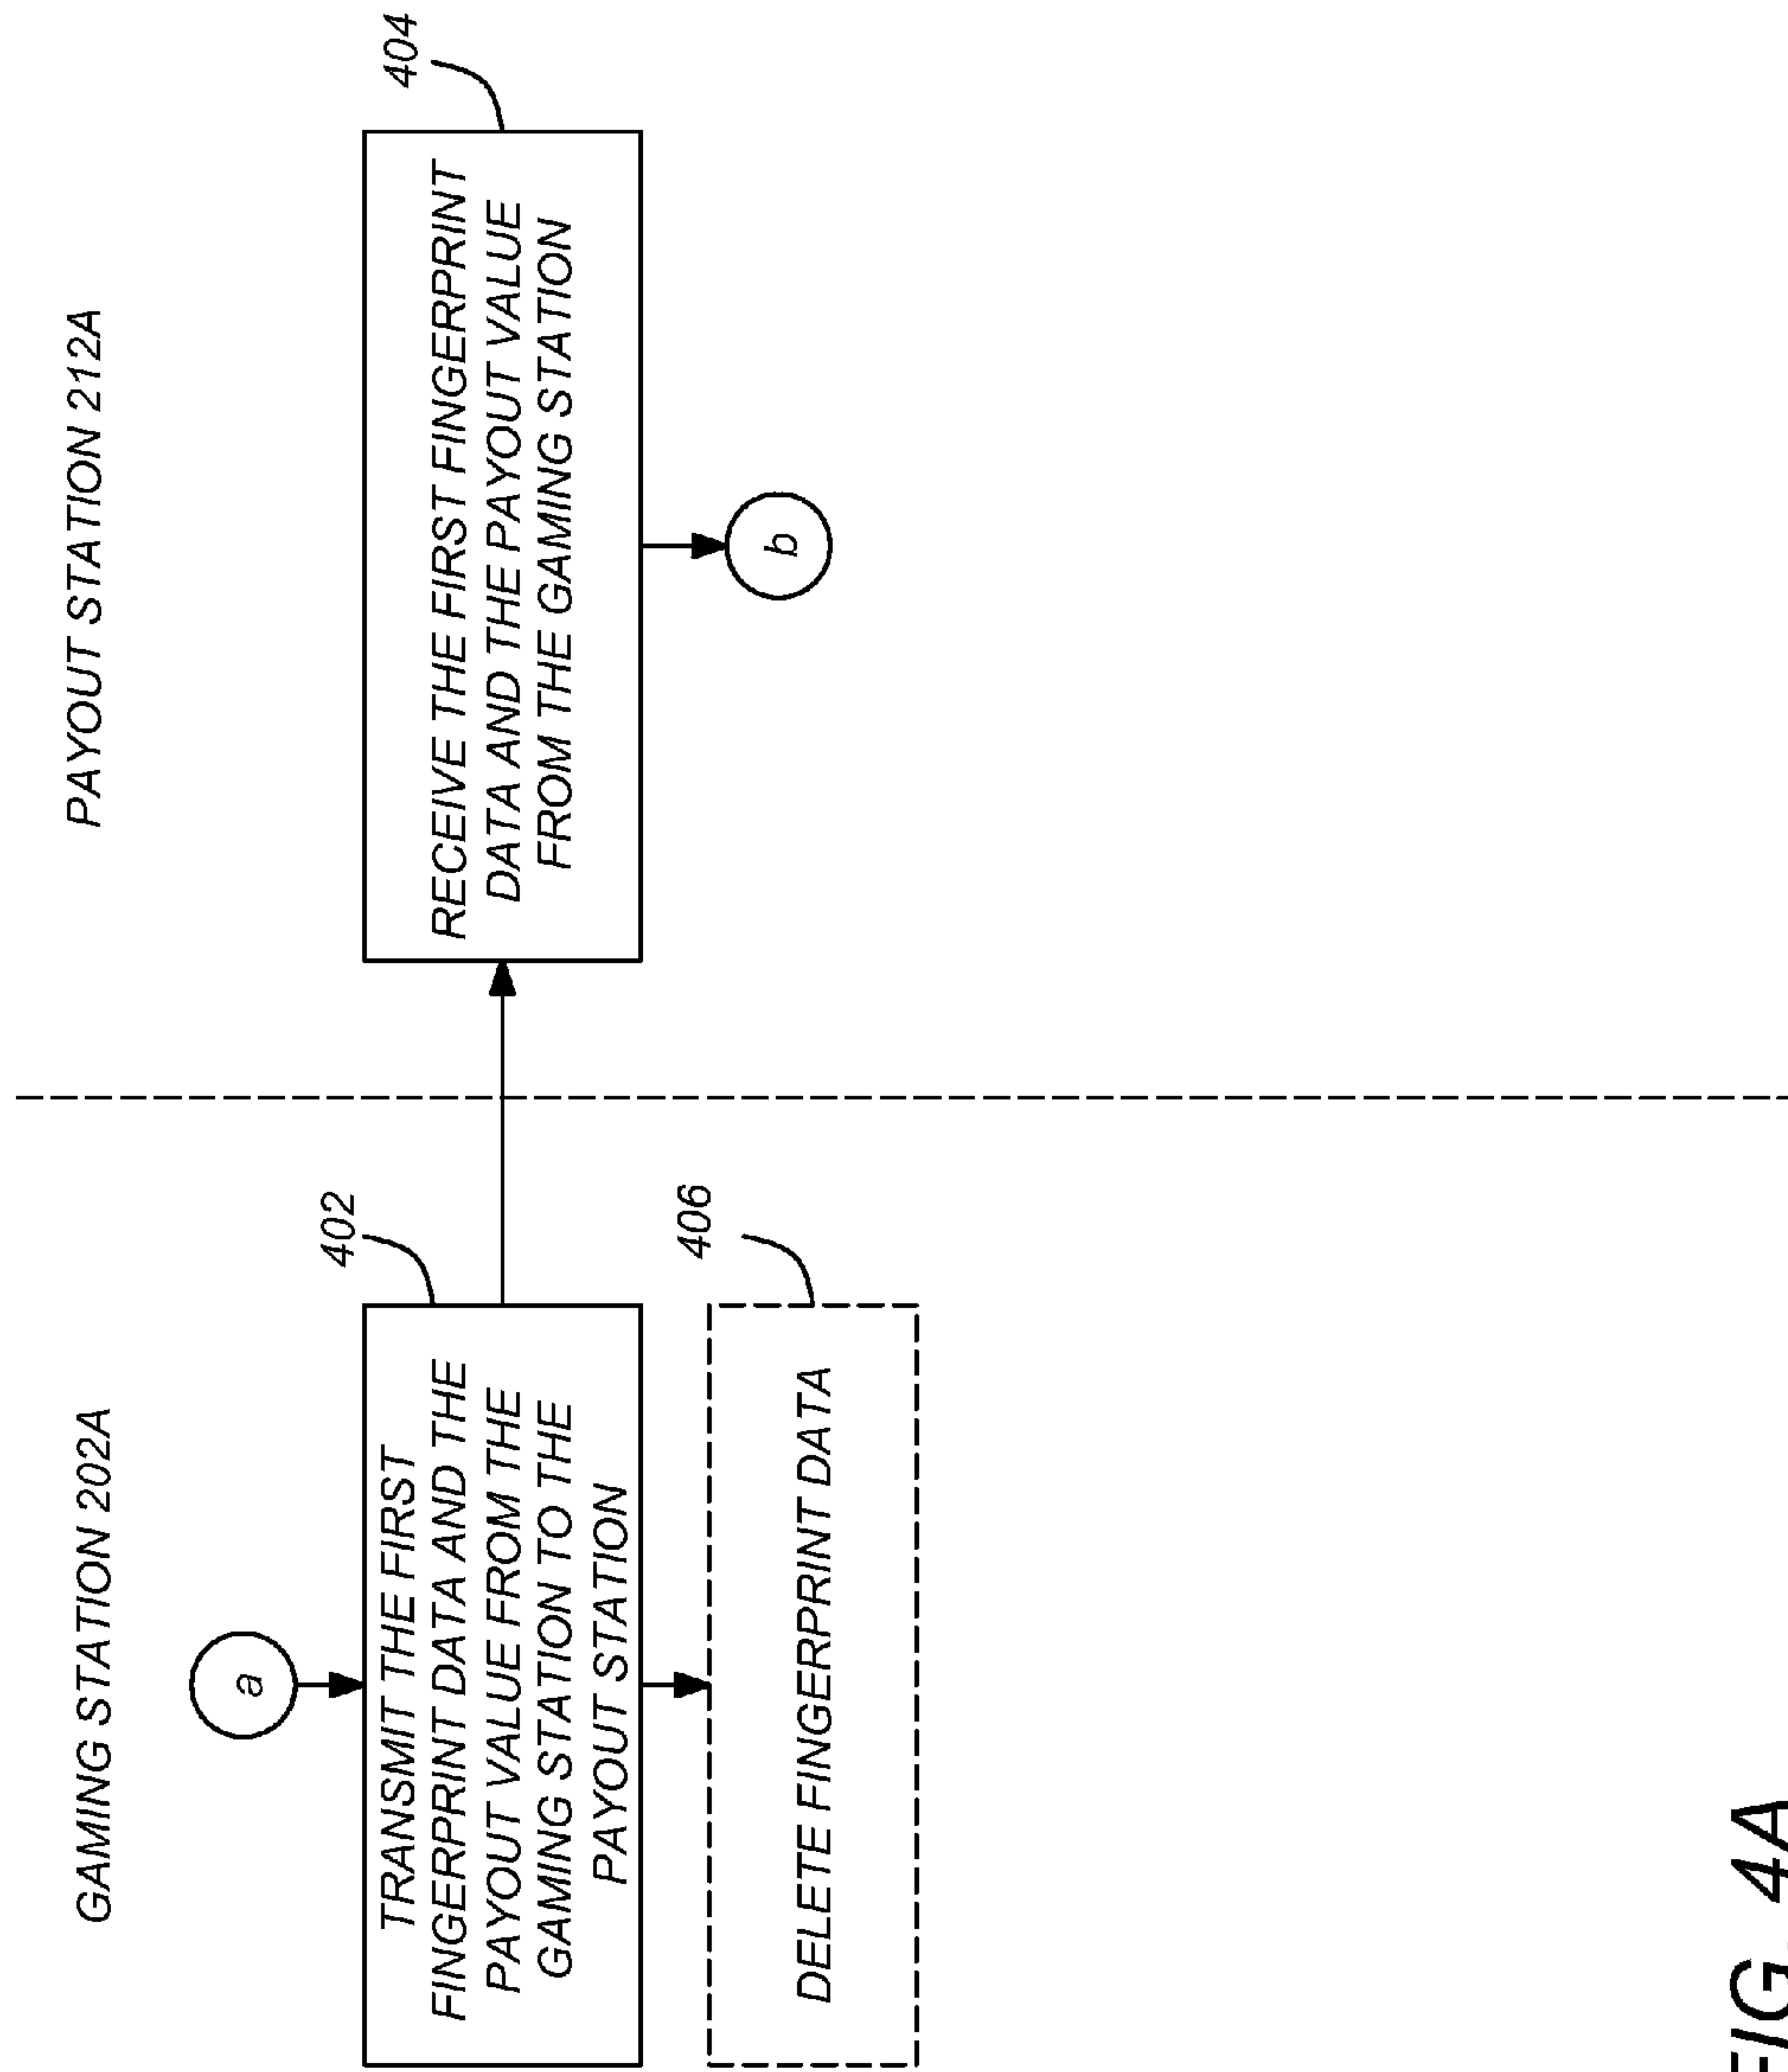 GAMING STATION 202A
PAYOUT STATION 212A
a
402
TRANSMIT THE FIRST
FINGERPRINT DATA AND THE
PAYOUT VALUE FROM THE
GAMING STATION TO THE
PAYOUT STATION
404
RECEIVE THE FIRST FINGERPRINT
DATA AND THE PAYOUT VALUE
FROM THE GAMING STATION
406
DELETE FINGERPRINT DATA
b
FIG. 4A